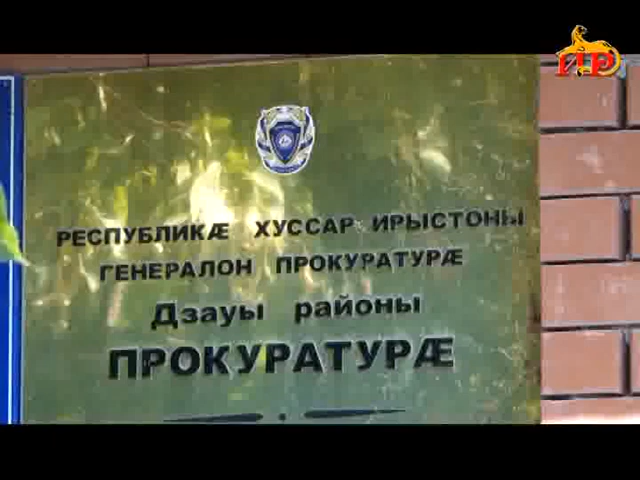 ИР
РЕСПУБЛИКӔ ХУССАР ИРЫСТОНЫ
ГЕНЕРАЛОН ПРОКУРАТУРӔ
Дзауы районы
ПРОКУРАТУРӔ